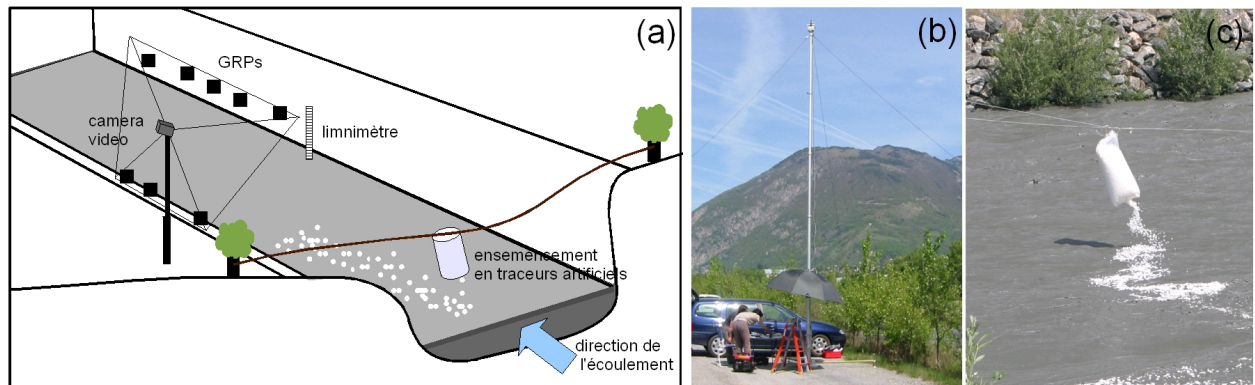 (a)
GRPs
camera
video
limnimètre
ensemencement
en traceurs artificiels
direction de
l'écoulement
(b)
(c)